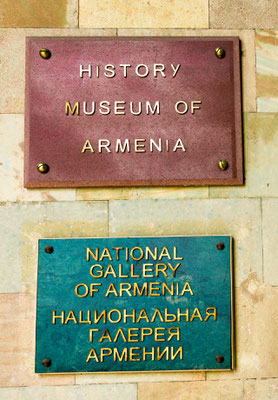 HISTORY
MUSEUM OF
ARMENIA
NATIONAL
GALLERY
OF ARMENIA
НАЦИОНАЛЬНАЯ
ГАЛЕРЕЯ
АРМЕНИИ